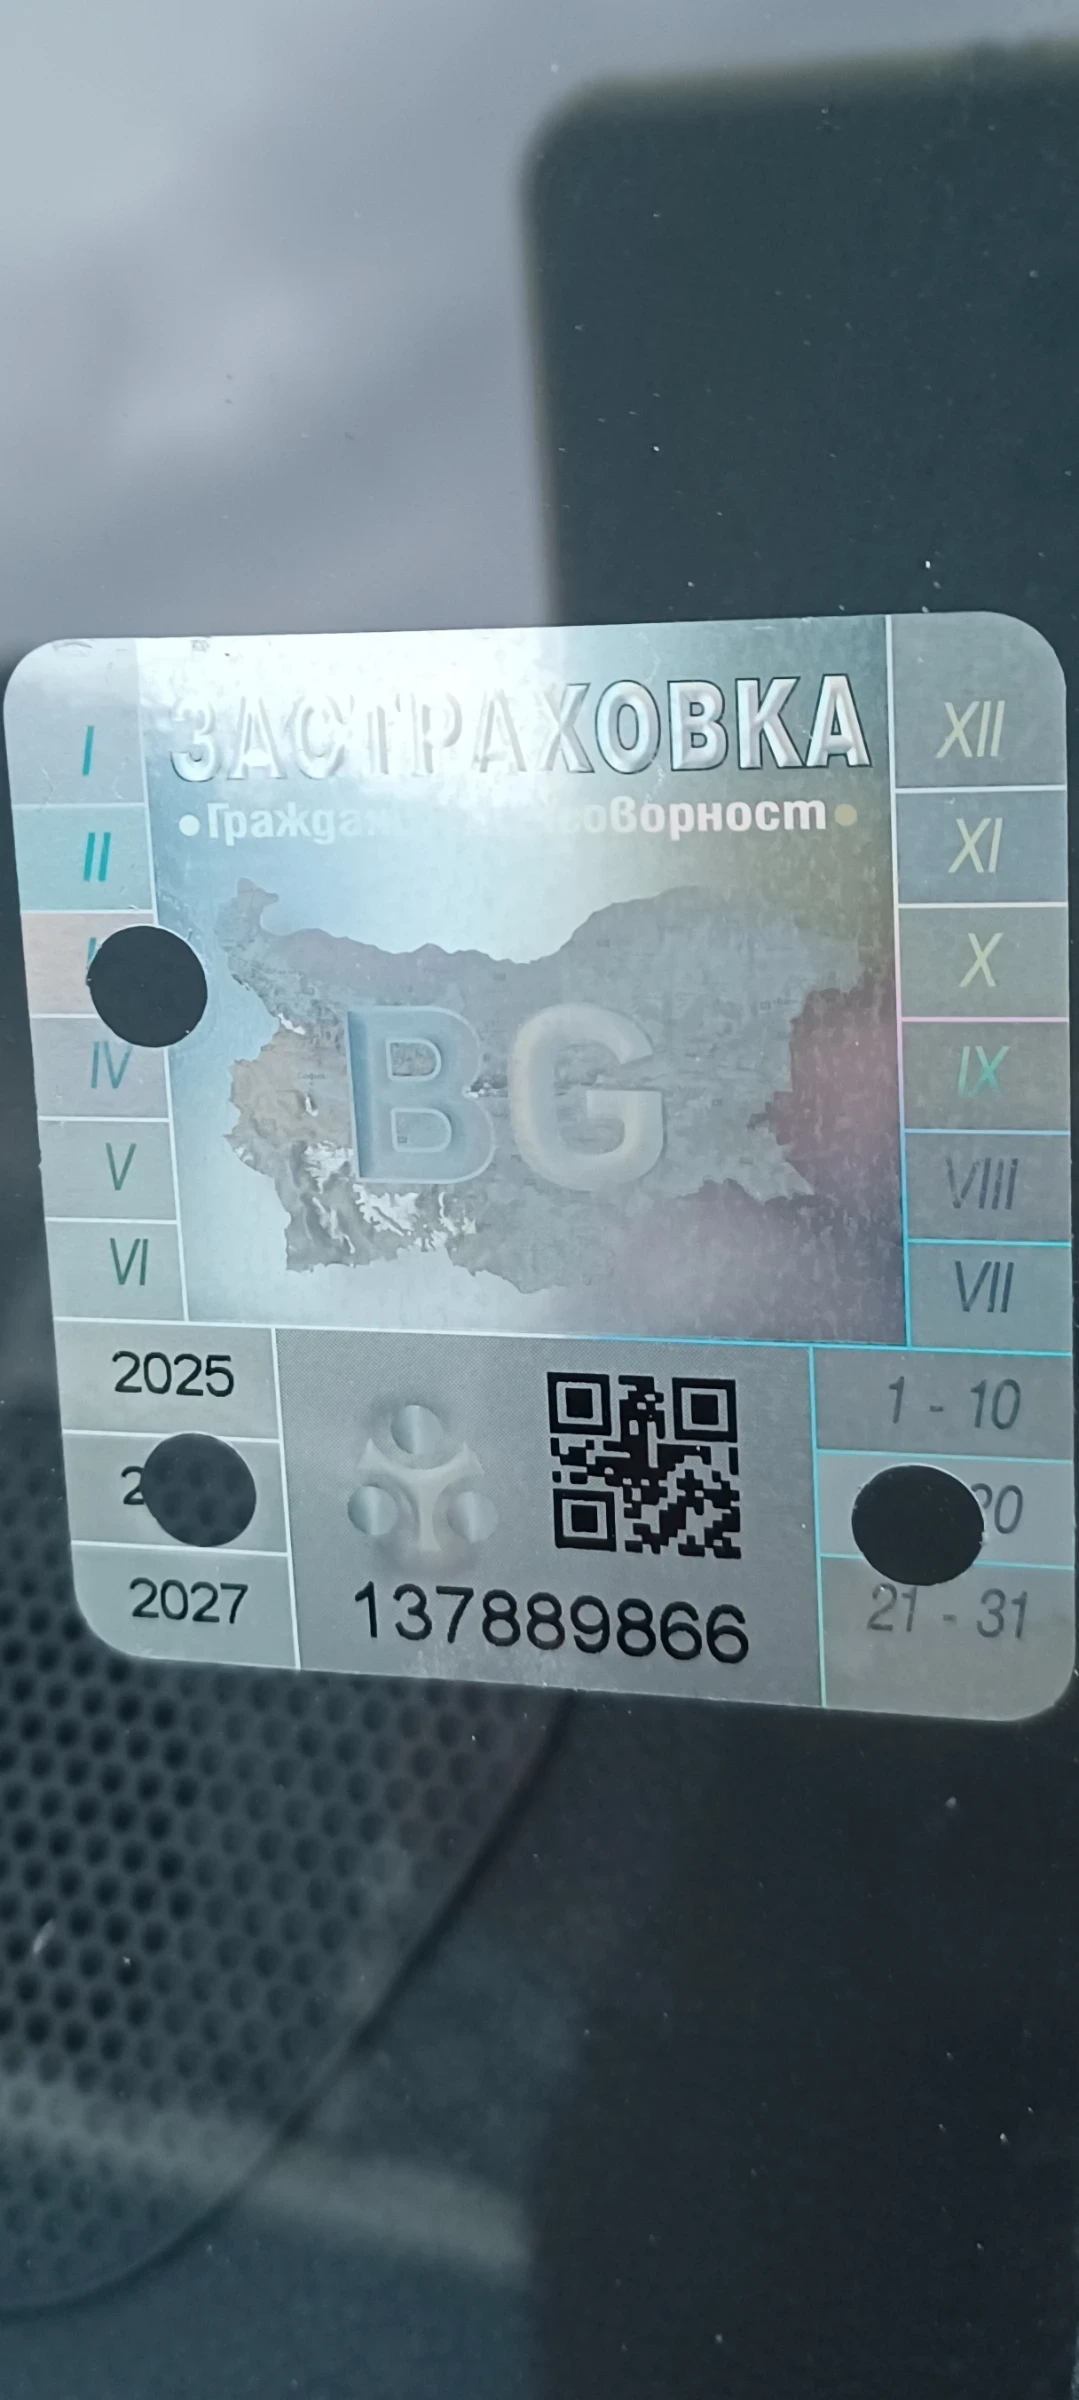 ЗАСТРАХОВКА
I
II
IV
V
VI
XII
XI
X
IX
VIII
VII
BG
2025
2027
137889866
1 - 10
21 - 31